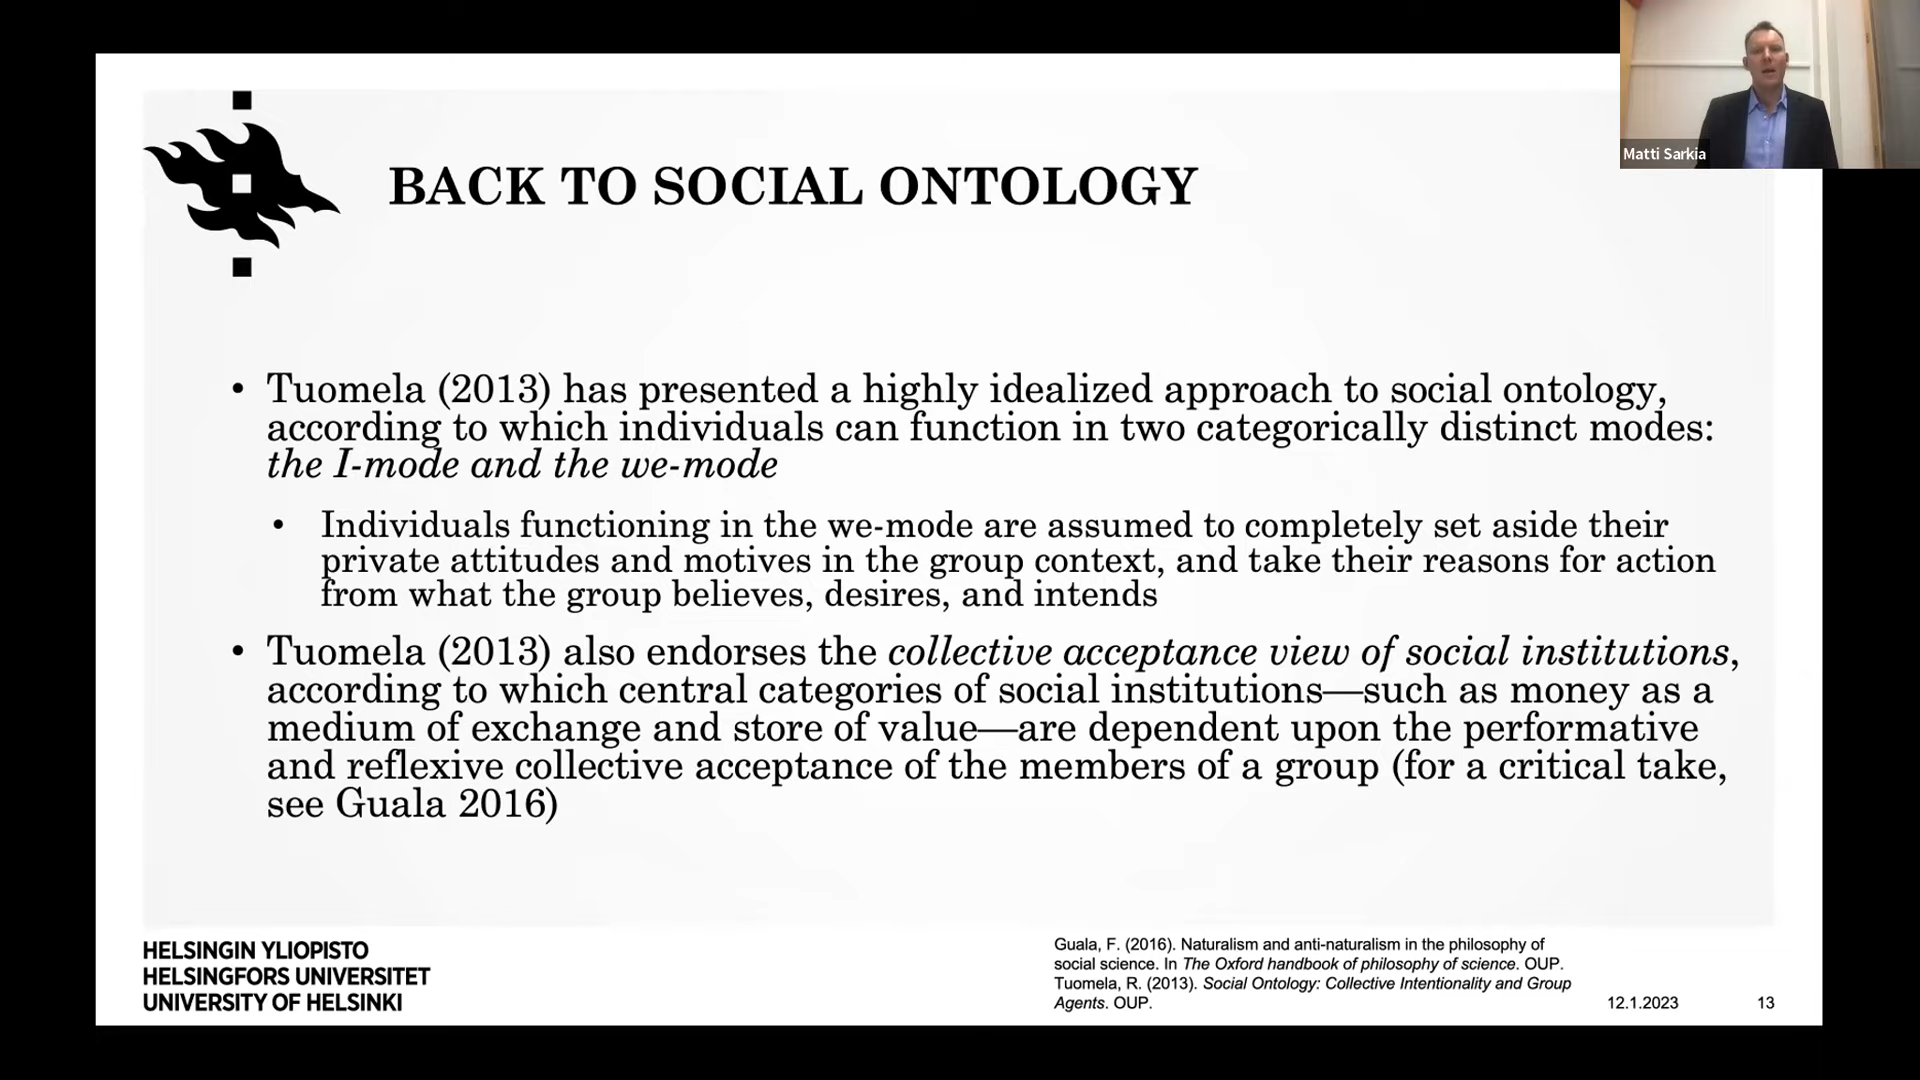 Matti Sarkia
BACK TO SOCIAL ONTOLOGY
• Tuomela (2013) has presented a highly idealized approach to social ontology,
according to which individuals can function in two categorically distinct modes:
the I-mode and the we-mode
• Individuals functioning in the we-mode are assumed to completely set aside their
private attitudes and motives in the group context, and take their reasons for action
from what the group believes, desires, and intends
• Tuomela (2013) also endorses the collective acceptance view of social institutions,
according to which central categories of social institutions—such as money as a
medium of exchange and store of value—are dependent upon the performative
and reflexive collective acceptance of the members of a group (for a critical take,
see Guala 2016)
HELSINGIN YLIOPISTO
HELSINGFORS UNIVERSITET
UNIVERSITY OF HELSINKI
Guala, F. (2016). Naturalism and anti-naturalism in the philosophy of
social science. In The Oxford handbook of philosophy of science. OUP.
Tuomela, R. (2013). Social Ontology: Collective Intentionality and Group
Agents. OUP.
12.1.2023
13